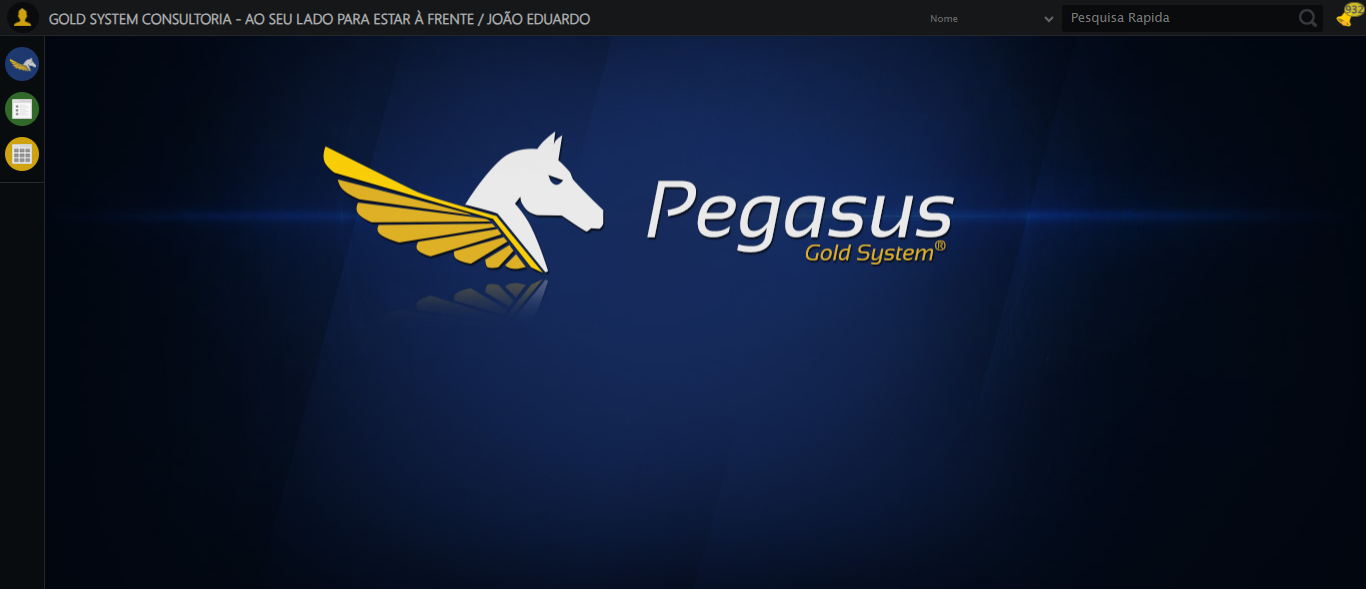 GOLD SYSTEM CONSULTORIA - AO SEU LADO PARA ESTAR À FRENTE / JOÃO EDUARDO
Nome
Pesquisa Rapida
932
Pegasus
Gold System®